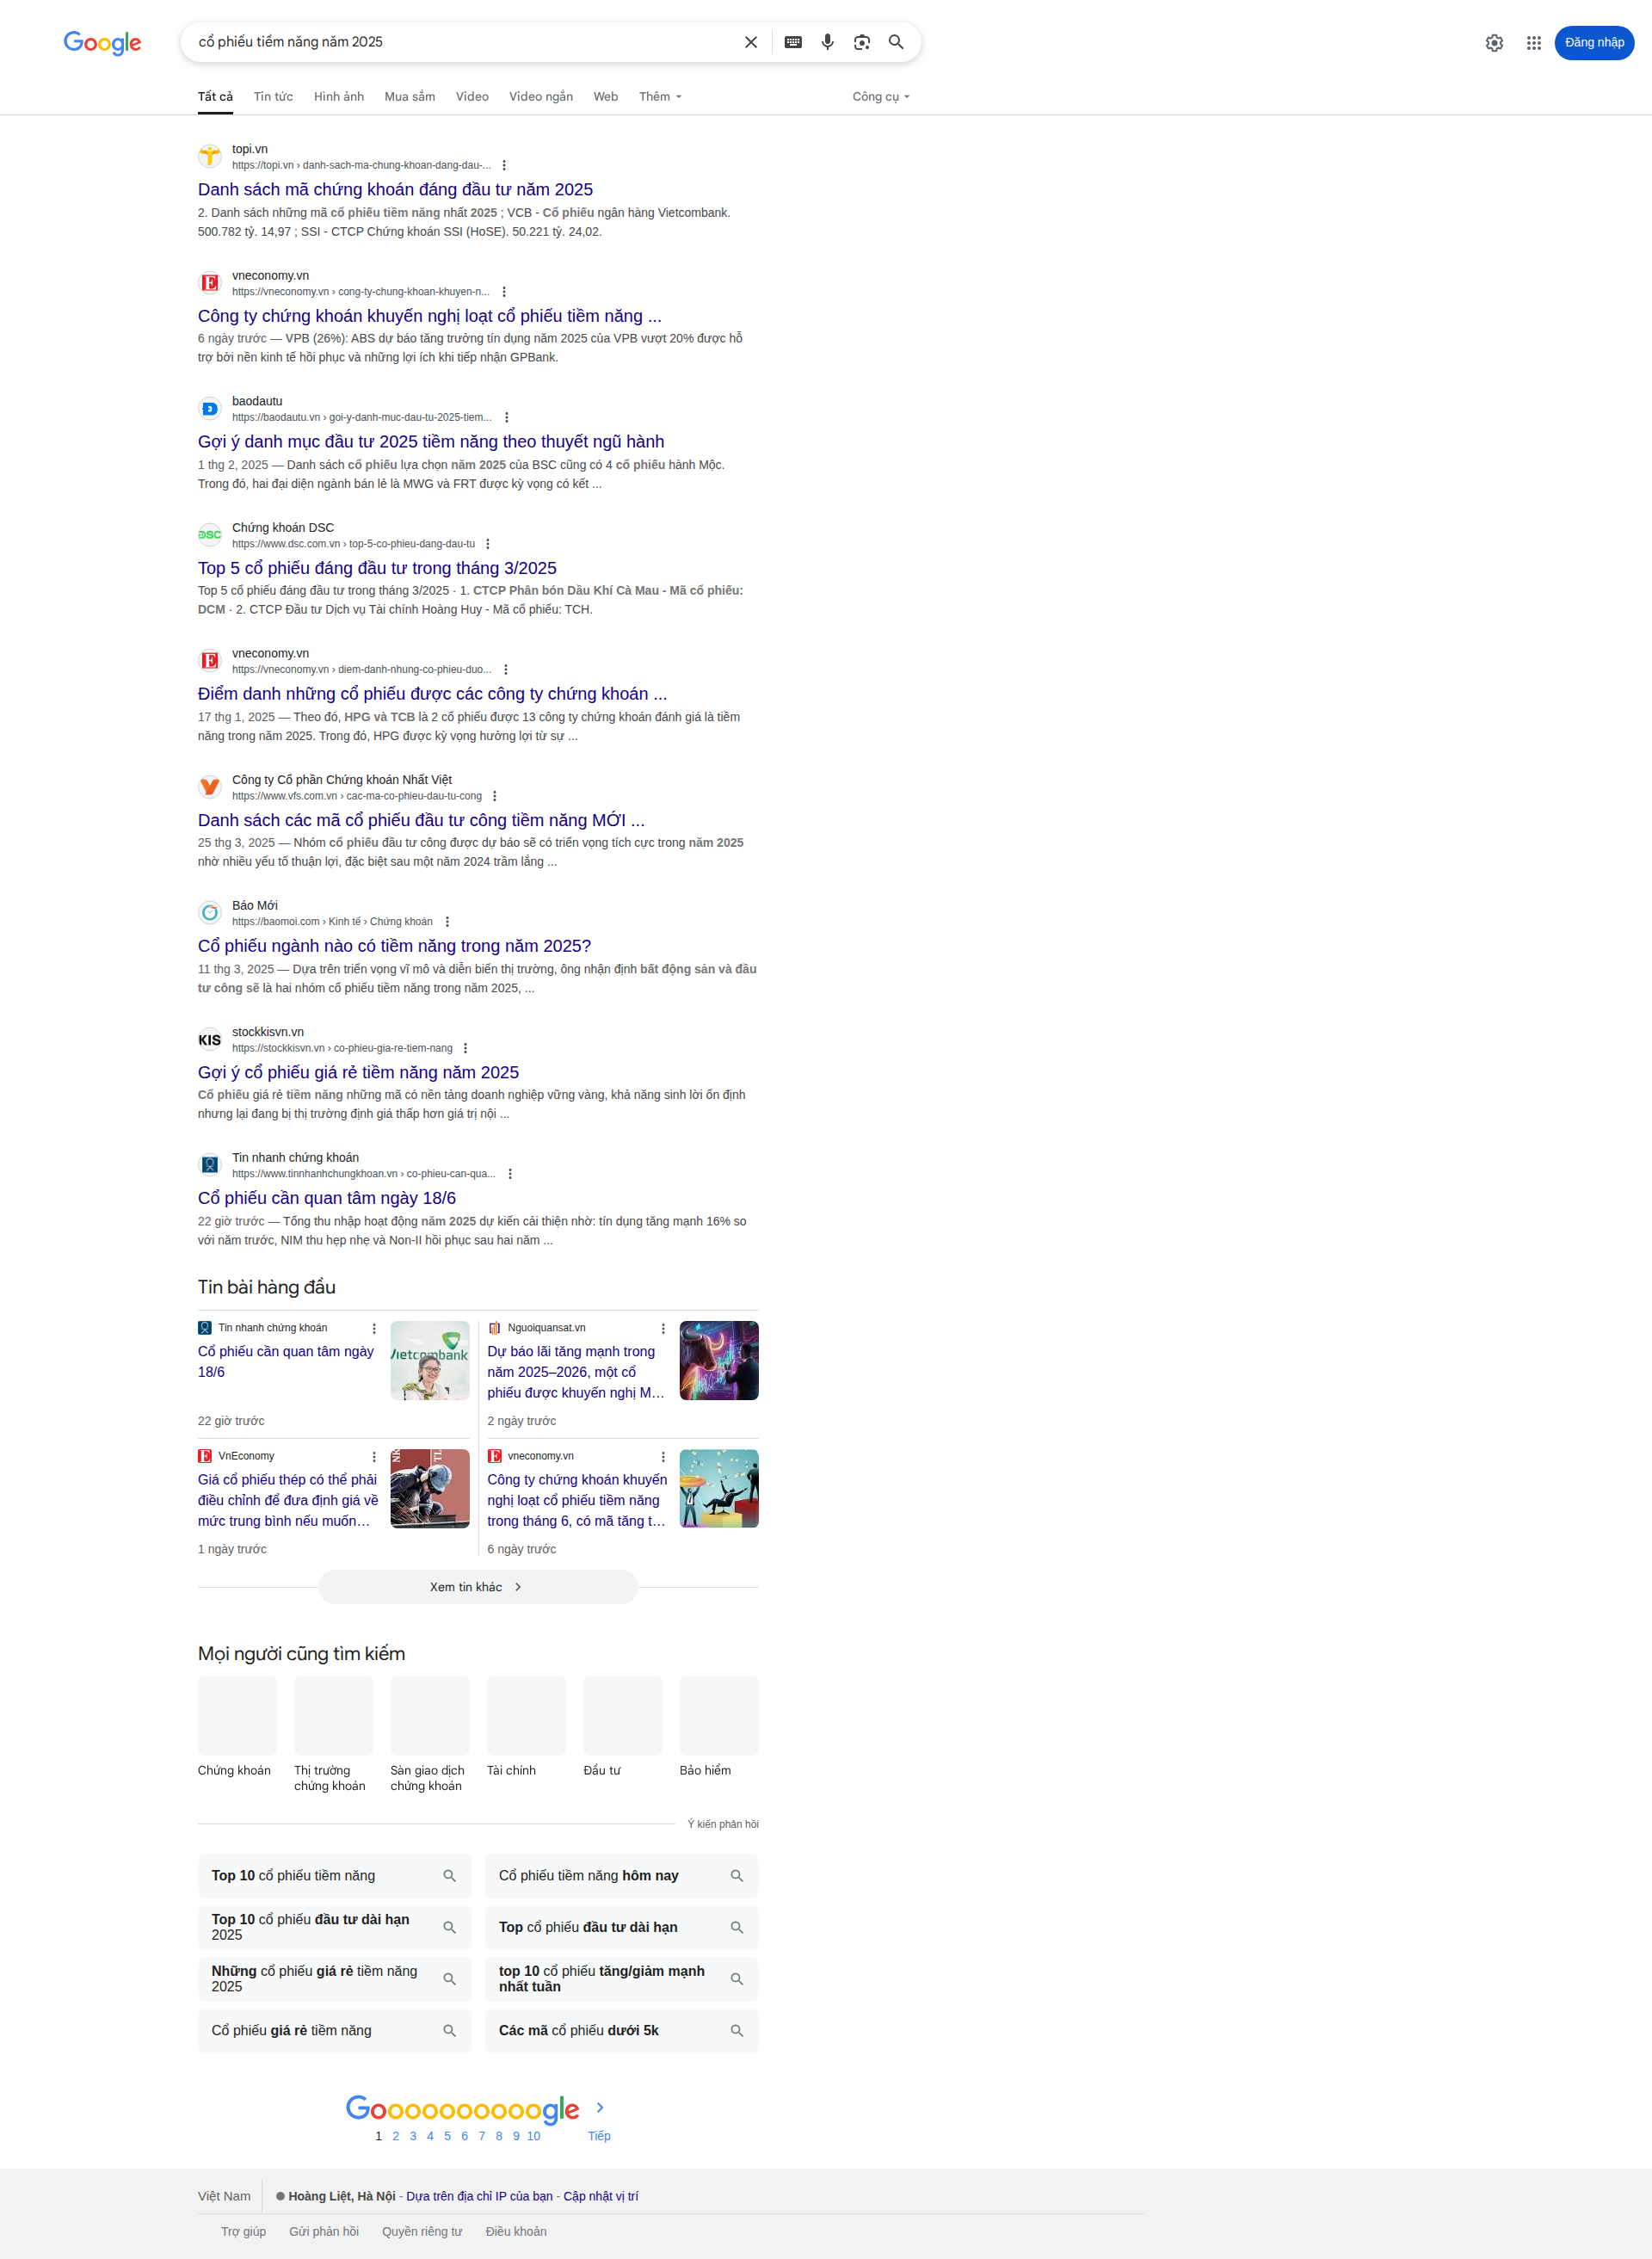 Google
cổ phiếu tiềm năng năm 2025
Đăng nhập
Tất cả
Tin tức
Hình ảnh
Mua sắm
Video
Video ngắn
Web
Thêm
Công cụ
topi.vn
https://topi.vn › danh-sach-ma-chung-khoan-dang-dau-...
Danh sách mã chứng khoán đáng đầu tư năm 2025
2. Danh sách những mã cổ phiếu tiềm năng nhất 2025 ; VCB - Cổ phiếu ngân hàng Vietcombank.
500.782 tỷ. 14,97 ; SSI - CTCP Chứng khoán SSI (HoSE). 50.221 tỷ. 24,02.
vneconomy.vn
https://vneconomy.vn › cong-ty-chung-khoan-khuyen-n...
Công ty chứng khoán khuyến nghị loạt cổ phiếu tiềm năng ...
6 ngày trước — VPB (26%): ABS dự báo tăng trưởng tín dụng năm 2025 của VPB vượt 20% được hỗ
trợ bởi nền kinh tế hồi phục và những lợi ích khi tiếp nhận GPBank.
baodautu
https://baodautu.vn › goi-y-danh-muc-dau-tu-2025-tiem...
Gợi ý danh mục đầu tư 2025 tiềm năng theo thuyết ngũ hành
1 thg 2, 2025 — Danh sách cổ phiếu lựa chọn năm 2025 của BSC cũng có 4 cổ phiếu hành Mộc.
Trong đó, hai đại diện ngành bán lẻ là MWG và FRT được kỳ vọng có kết ...
DSC
Chứng khoán DSC
https://www.dsc.com.vn › top-5-co-phieu-dang-dau-tu
Top 5 cổ phiếu đáng đầu tư trong tháng 3/2025
Top 5 cổ phiếu đáng đầu tư trong tháng 3/2025 · 1. CTCP Phân bón Dầu Khí Cà Mau - Mã cổ phiếu:
DCM · 2. CTCP Đầu tư Dịch vụ Tài chính Hoàng Huy - Mã cổ phiếu: TCH.
vneconomy.vn
https://vneconomy.vn › diem-danh-nhung-co-phieu-duo...
Điểm danh những cổ phiếu được các công ty chứng khoán ...
17 thg 1, 2025 — Theo đó, HPG và TCB là 2 cổ phiếu được 13 công ty chứng khoán đánh giá là tiềm
năng trong năm 2025. Trong đó, HPG được kỳ vọng hưởng lợi từ sự ...
Công ty Cổ phần Chứng khoán Nhất Việt
https://www.vfs.com.vn › cac-ma-co-phieu-dau-tu-cong
Danh sách các mã cổ phiếu đầu tư công tiềm năng MỚI ...
25 thg 3, 2025 — Nhóm cổ phiếu đầu tư công được dự báo sẽ có triển vọng tích cực trong năm 2025
nhờ nhiều yếu tố thuận lợi, đặc biệt sau một năm 2024 trầm lắng ...
Báo Mới
https://baomoi.com › Kinh tế › Chứng khoán
Cổ phiếu ngành nào có tiềm năng trong năm 2025?
11 thg 3, 2025 — Dựa trên triển vọng vĩ mô và diễn biến thị trường, ông nhận định bất động sản và đầu
tư công sẽ là hai nhóm cổ phiếu tiềm năng trong năm 2025, ...
KIS
stockkisvn.vn
https://stockkisvn.vn › co-phieu-gia-re-tiem-nang
Gợi ý cổ phiếu giá rẻ tiềm năng năm 2025
Cổ phiếu giá rẻ tiềm năng những mã có nền tảng doanh nghiệp vững vàng, khả năng sinh lời ổn định
nhưng lại đang bị thị trường định giá thấp hơn giá trị nội ...
Tin nhanh chứng khoán
https://www.tinnhanhchungkhoan.vn › co-phieu-can-qua...
Cổ phiếu cần quan tâm ngày 18/6
22 giờ trước — Tổng thu nhập hoạt động năm 2025 dự kiến cải thiện nhờ: tín dụng tăng mạnh 16% so
với năm trước, NIM thu hẹp nhẹ và Non-II hồi phục sau hai năm ...
Tin bài hàng đầu
Tin nhanh chứng khoán
Cổ phiếu cần quan tâm ngày
18/6
22 giờ trước
Vietcombank
Nguoiquansat.vn
Dự báo lãi tăng mạnh trong
năm 2025–2026, một cổ
phiếu được khuyến nghị M...
2 ngày trước
VnEconomy
Giá cổ phiếu thép có thể phải
điều chỉnh để đưa định giá về
mức trung bình nếu muốn...
1 ngày trước
vneconomy.vn
Công ty chứng khoán khuyến
nghị loạt cổ phiếu tiềm năng
trong tháng 6, có mã tăng t...
6 ngày trước
Xem tin khác
Mọi người cũng tìm kiếm
Chứng khoán
Thị trường
chứng khoán
Sàn giao dịch
chứng khoán
Tài chính
Đầu tư
Bảo hiểm
Ý kiến phản hồi
Top 10 cổ phiếu tiềm năng
Cổ phiếu tiềm năng hôm nay
Top 10 cổ phiếu đầu tư dài hạn
2025
Top cổ phiếu đầu tư dài hạn
Những cổ phiếu giá rẻ tiềm năng
2025
top 10 cổ phiếu tăng/giảm mạnh
nhất tuần
Cổ phiếu giá rẻ tiềm năng
Các mã cổ phiếu dưới 5k
Goooooooooogle
1 2 3 4 5 6 7 8 9 10
Tiếp
Việt Nam
Hoàng Liệt, Hà Nội - Dựa trên địa chỉ IP của bạn - Cập nhật vị trí
Trợ giúp
Gửi phản hồi
Quyền riêng tư
Điều khoản